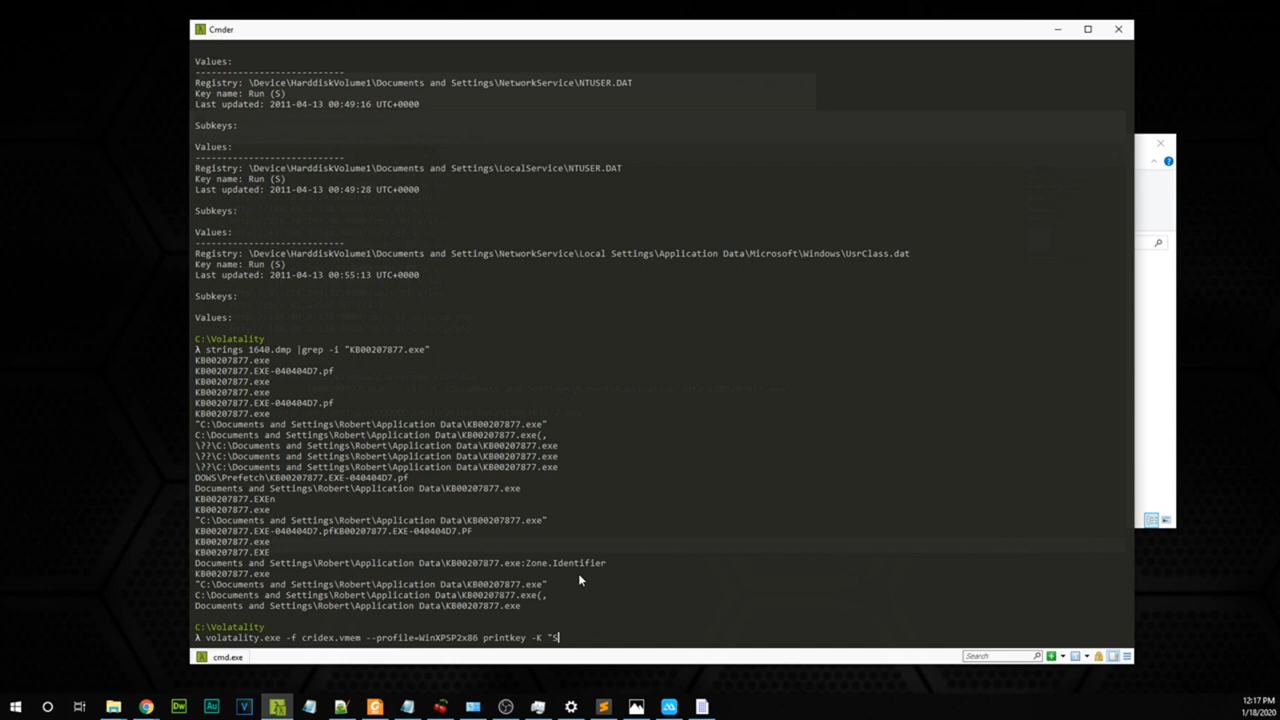 Cmder
Values:
----------------------------
Registry: \Device\HarddiskVolume1\Documents and Settings\NetworkService\NTUSER.DAT
Key name: Run (S)
Last updated: 2011-04-13 00:49:16 UTC+0000
Subkeys:
Values:
----------------------------
Registry: \Device\HarddiskVolume1\Documents and Settings\LocalService\NTUSER.DAT
Key name: Run (S)
Last updated: 2011-04-13 00:49:28 UTC+0000
Subkeys:
Values:
----------------------------
Registry: \Device\HarddiskVolume1\Documents and Settings\NetworkService\Local Settings\Application Data\Microsoft\Windows\UsrClass.dat
Key name: Run (S)
Last updated: 2011-04-13 00:55:13 UTC+0000
Subkeys:
Values:
C:\Volatality
λ strings 1640.dmp |grep -i "KB00207877.exe"
KB00207877.exe
KB00207877.EXE-040404D7.pf
KB00207877.exe
KB00207877.exe
KB00207877.EXE-040404D7.pf
KB00207877.exe
"C:\Documents and Settings\Robert\Application Data\KB00207877.exe"
C:\Documents and Settings\Robert\Application Data\KB00207877.exe(,
\??\C:\Documents and Settings\Robert\Application Data\KB00207877.exe
\??\C:\Documents and Settings\Robert\Application Data\KB00207877.exe
\??\C:\Documents and Settings\Robert\Application Data\KB00207877.exe
DOWS\Prefetch\KB00207877.EXE-040404D7.pf
Documents and Settings\Robert\Application Data\KB00207877.exe
KB00207877.EXEn
KB00207877.exe
"C:\Documents and Settings\Robert\Application Data\KB00207877.exe"
KB00207877.EXE-040404D7.pfKB00207877.EXE-040404D7.PF
KB00207877.exe
KB00207877.EXE
Documents and Settings\Robert\Application Data\KB00207877.exe:Zone.Identifier
KB00207877.exe
"C:\Documents and Settings\Robert\Application Data\KB00207877.exe"
C:\Documents and Settings\Robert\Application Data\KB00207877.exe(,
Documents and Settings\Robert\Application Data\KB00207877.exe
C:\Volatality
λ volatality.exe -f cridex.vmem --profile=WinXPSP2x86 printkey -K "S
cmd.exe
Search
Dw Au V
12:17 PM
1/18/2020